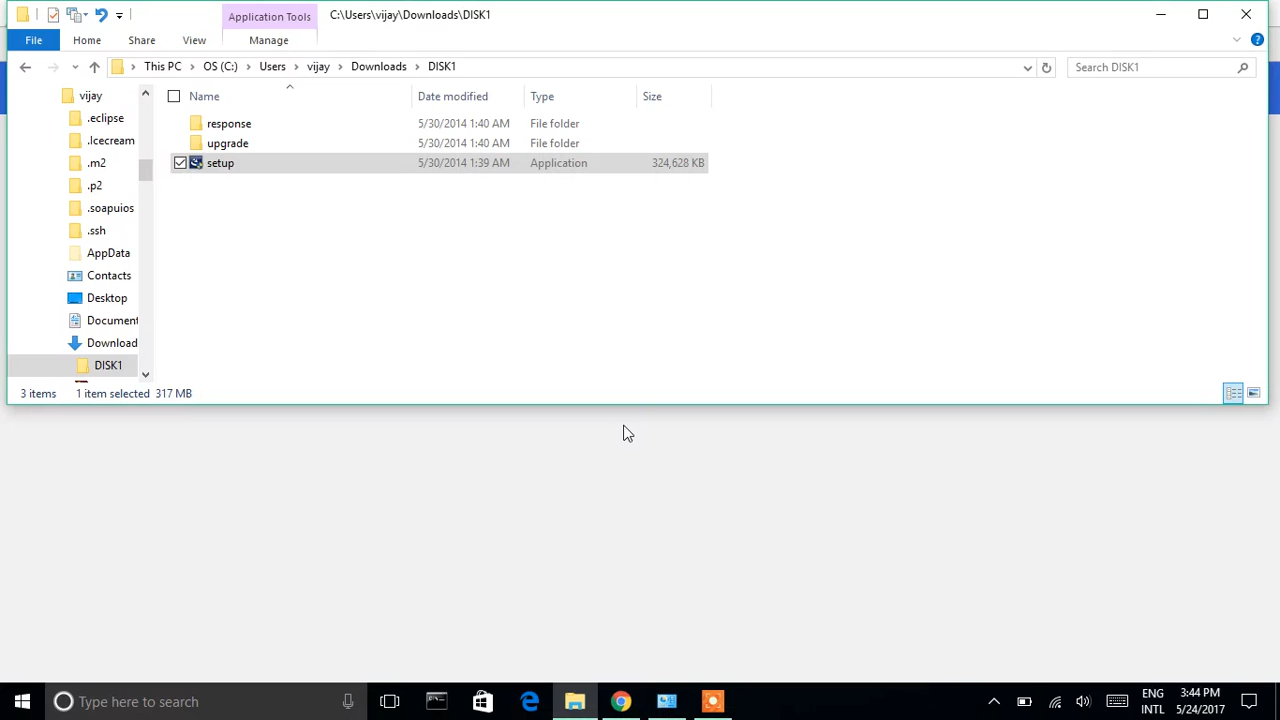 Application Tools
C:\Users\vijay\Downloads\DISK1
File Home Share View Manage
This PC OS (C:) Users vijay Downloads DISK1
Search DISK1
Name Date modified Type Size
vijay
.eclipse
.Icecream
.m2
.p2
.soapuios
.ssh
AppData
Contacts
Desktop
Document
Download
DISK1
response 5/30/2014 1:40 AM File folder
upgrade 5/30/2014 1:40 AM File folder
setup 5/30/2014 1:39 AM Application 324,628 KB
3 items 1 item selected 317 MB
Type here to search
ENG
INTL
3:44 PM
5/24/2017